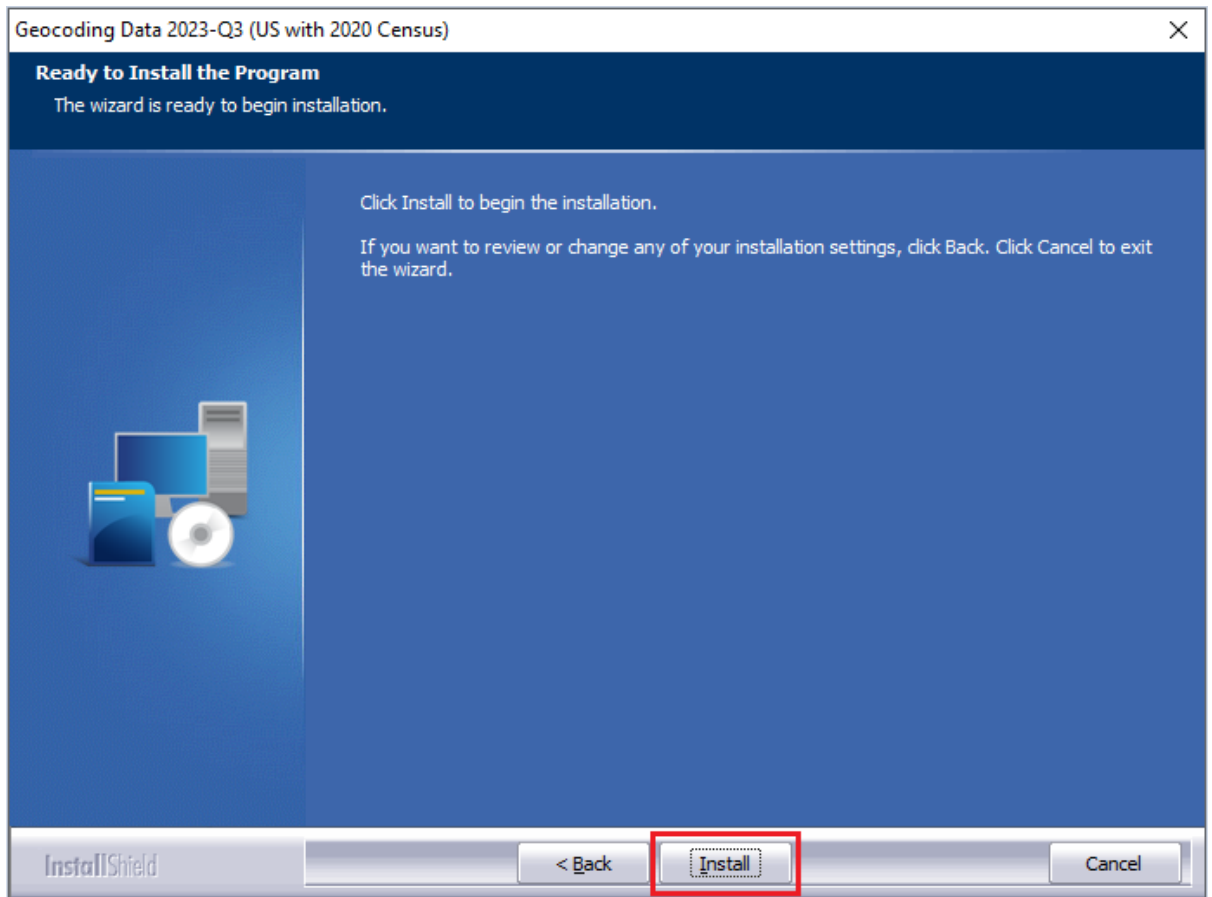 Geocoding Data 2023-Q3 (US with 2020 Census)
Ready to Install the Program
The wizard is ready to begin installation.
Click Install to begin the installation.
If you want to review or change any of your installation settings, click Back. Click Cancel to exit
the wizard.
InstallShield
< Back
Install
Cancel